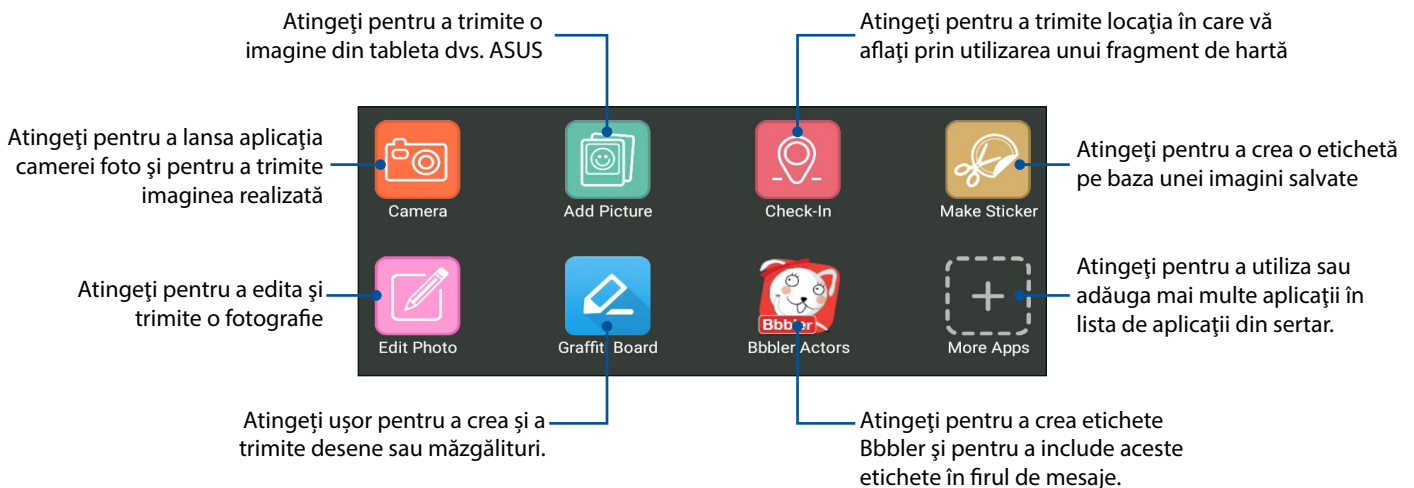 Atingeţi pentru a trimite o
imagine din tableta dvs. ASUS
Atingeţi pentru a trimite locaţia în care vă
aflaţi prin utilizarea unui fragment de hartă
Atingeţi pentru a lansa aplicaţia
camerei foto şi pentru a trimite
imaginea realizată
Atingeţi pentru a crea o etichetă
pe baza unei imagini salvate
Camera
Add Picture
Check-In
Make Sticker
Atingeţi pentru a edita şi
trimite o fotografie
Atingeţi pentru a utiliza sau
adăuga mai multe aplicaţii în
lista de aplicaţii din sertar.
Bbbler
Edit Photo
Graffiti Board
Bbbler Actors
More Apps
Atingeți ușor pentru a crea și a
trimite desene sau măzgălituri.
Atingeţi pentru a crea etichete
Bbbler şi pentru a include aceste
etichete în firul de mesaje.